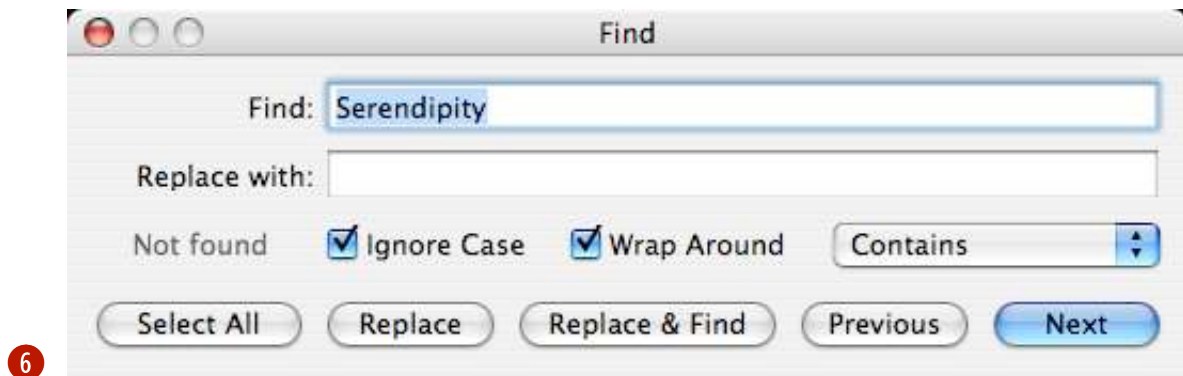 Find
Find: Serendipity
Replace with:
Not found Ignore Case Wrap Around Contains
Select All Replace Replace & Find Previous Next
6